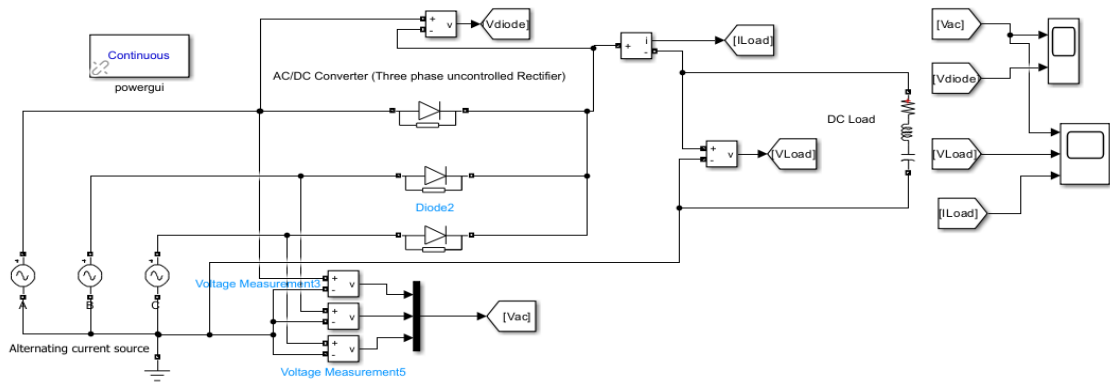 +
-
v
Vdiode]
[Vac]
Continuous
powergui
+
-
i
[ILoad]
[Vdiode]
AC/DC Converter (Three phase uncontrolled Rectifier)
DC Load
+
-
v
[VLoad]
[VLoad]
Diode2
[ILoad]
Voltage Measurement3
+
-
v
A
B
C
+
-
v
[Vac]
+
-
v
Alternating current source
Voltage Measurement5